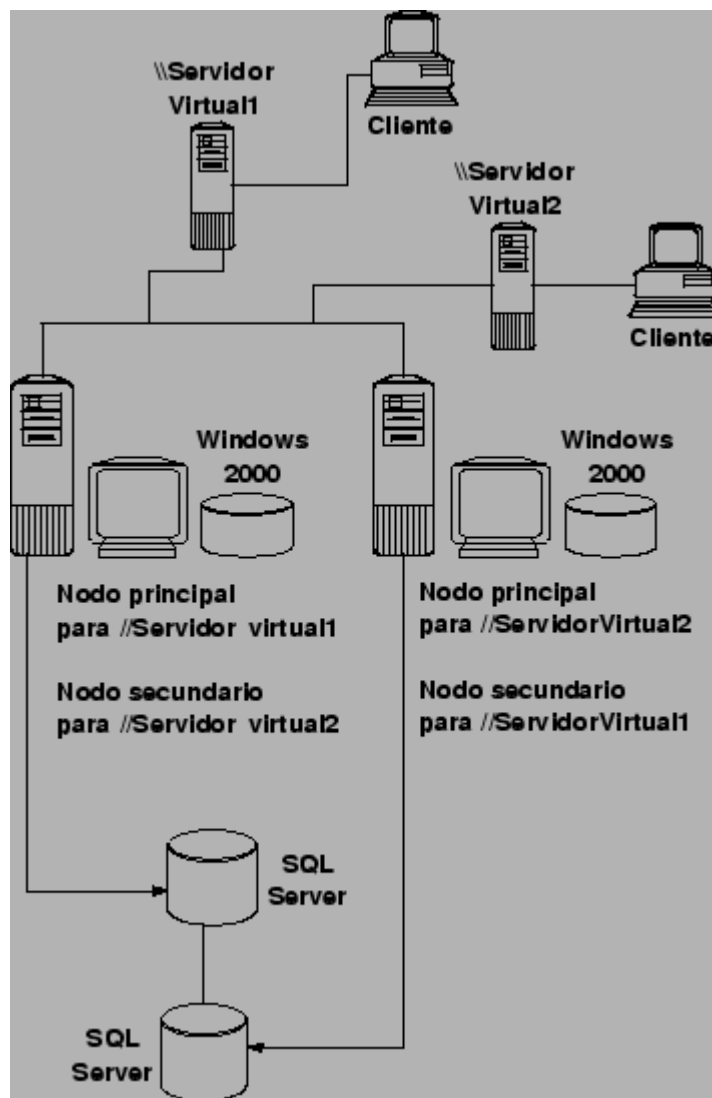 \\Servidor
Virtual1
Cliente
\\Servidor
Virtual2
Cliente
Windows
2000
Windows
2000
Nodo principal
para //Servidor virtual1
Nodo secundario
para //Servidor virtual2
Nodo principal
para //ServidorVirtual2
Nodo secundario
para //ServidorVirtual1
SQL
Server
SQL
Server